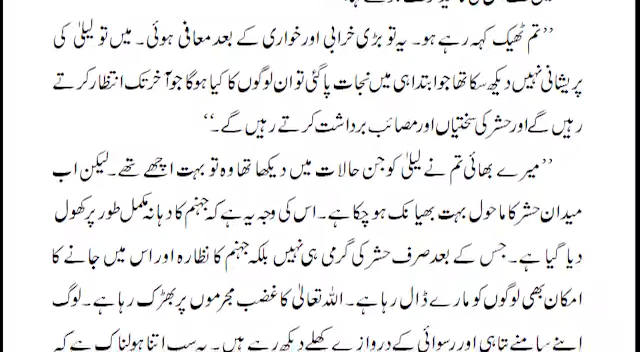 ”تم ٹھیک کہہ رہے ہو۔ یہ تو بڑی خرابی اور خواری کے بعد معافی ہوئی۔ میں تو لیلیٰ کی
پریشانی نہیں دیکھ سکا تھا جو ابتدا ہی میں نجات پا گئی تو ان لوگوں کا کیا ہوگا جو آخر تک انتظار کرتے
رہیں گے اور حشر کی سختیاں اور مصائب برداشت کرتے رہیں گے۔“
”میرے بھائی تم نے لیلیٰ کو جن حالات میں دیکھا تھا وہ تو بہت اچھے تھے۔ لیکن اب
میدان حشر کا ماحول بہت بھیانک ہو چکا ہے۔ اس کی وجہ یہ ہے کہ جہنم کا دہانہ مکمل طور پر کھول
دیا گیا ہے۔ جس کے بعد صرف حشر کی گرمی ہی نہیں بلکہ جہنم کا نظارہ اور اس میں جانے کا
امکان بھی لوگوں کو مارے ڈال رہا ہے۔ اللہ تعالیٰ کا غضب مجرموں پر بھڑک رہا ہے۔ لوگ
اپنے سامنے تباہی اور رسوائی کے دروازے کھلے دیکھ رہے ہیں۔ یہ سب اتنا ہولناک ہے کہ